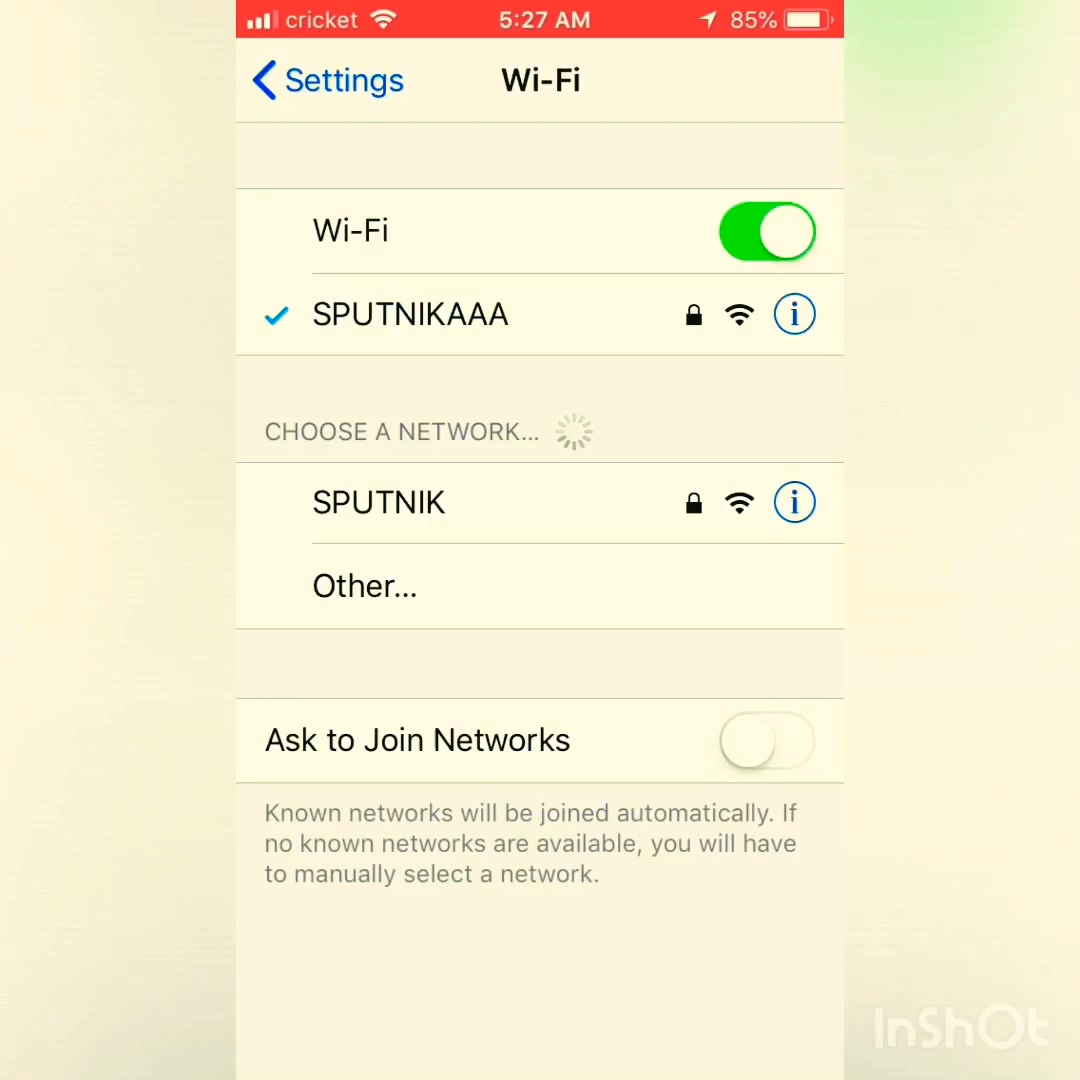 cricket 5:27 AM 85%
Settings Wi-Fi
Wi-Fi
SPUTNIKAAA
CHOOSE A NETWORK...
SPUTNIK
Other...
Ask to Join Networks
Known networks will be joined automatically. If
no known networks are available, you will have
to manually select a network.
InShOt